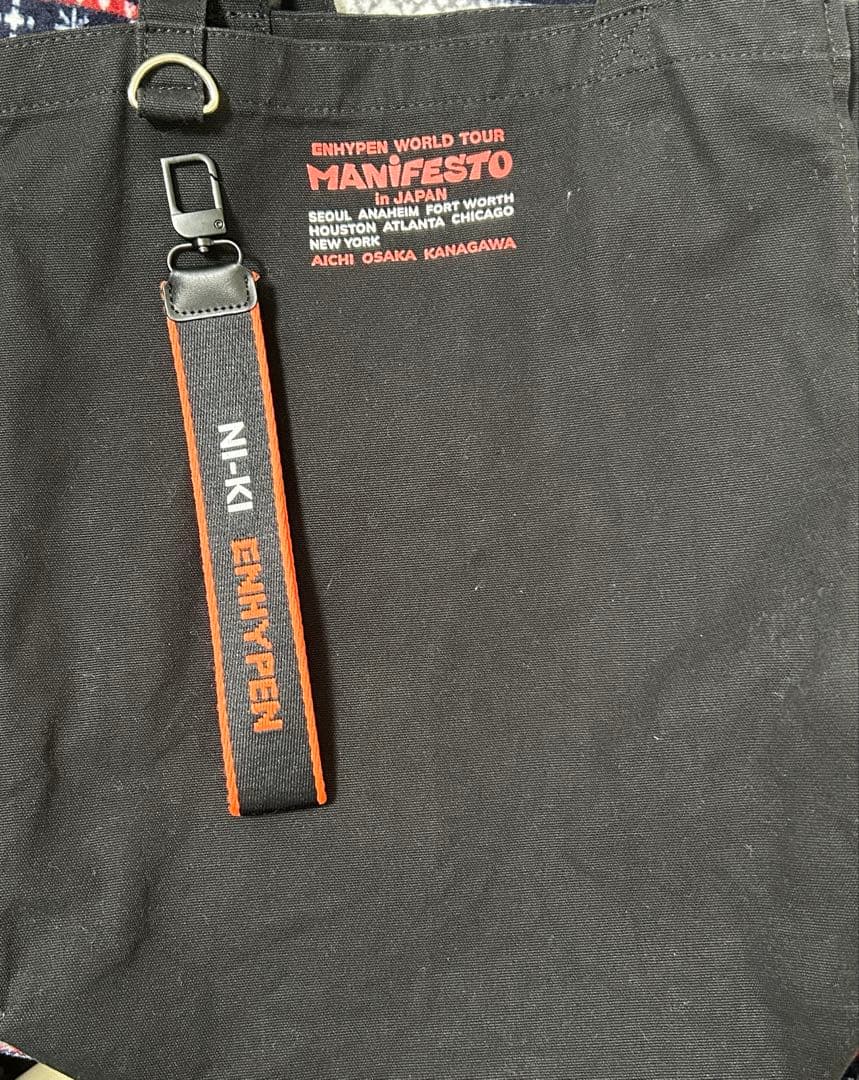 ENHYPEN WORLD TOUR
MANiFESTO
in JAPAN
SEOUL ANAHEIM FORT WORTH
HOUSTON ATLANTA CHICAGO
NEW YORK
AICHI OSAKA KANAGAWA
NI-KI ENHYPEN